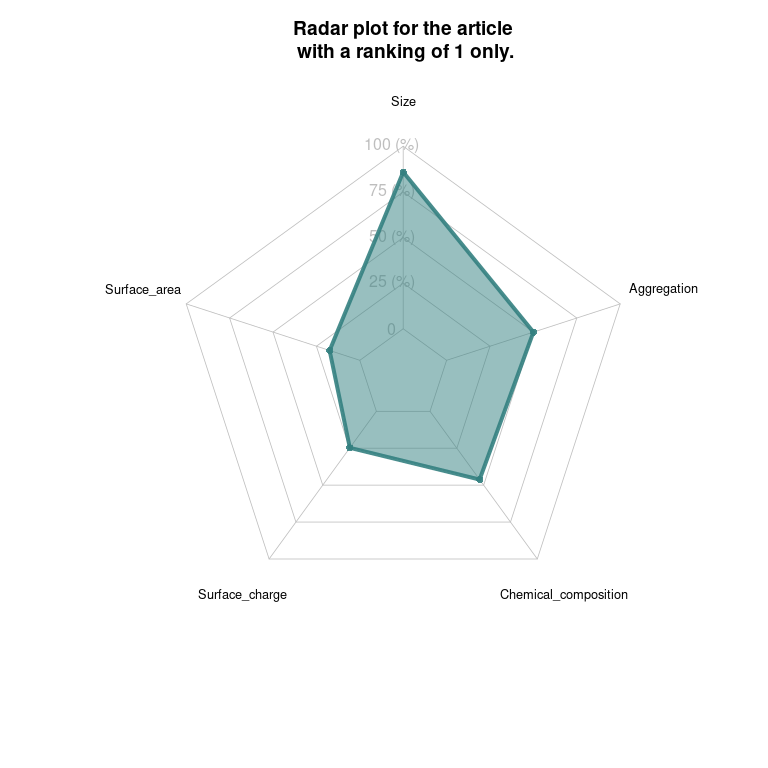 Radar plot for the article
with a ranking of 1 only.
Size
100 (%)
75 (%)
50 (%)
25 (%)
0
Surface_area
Aggregation
Surface_charge
Chemical_composition